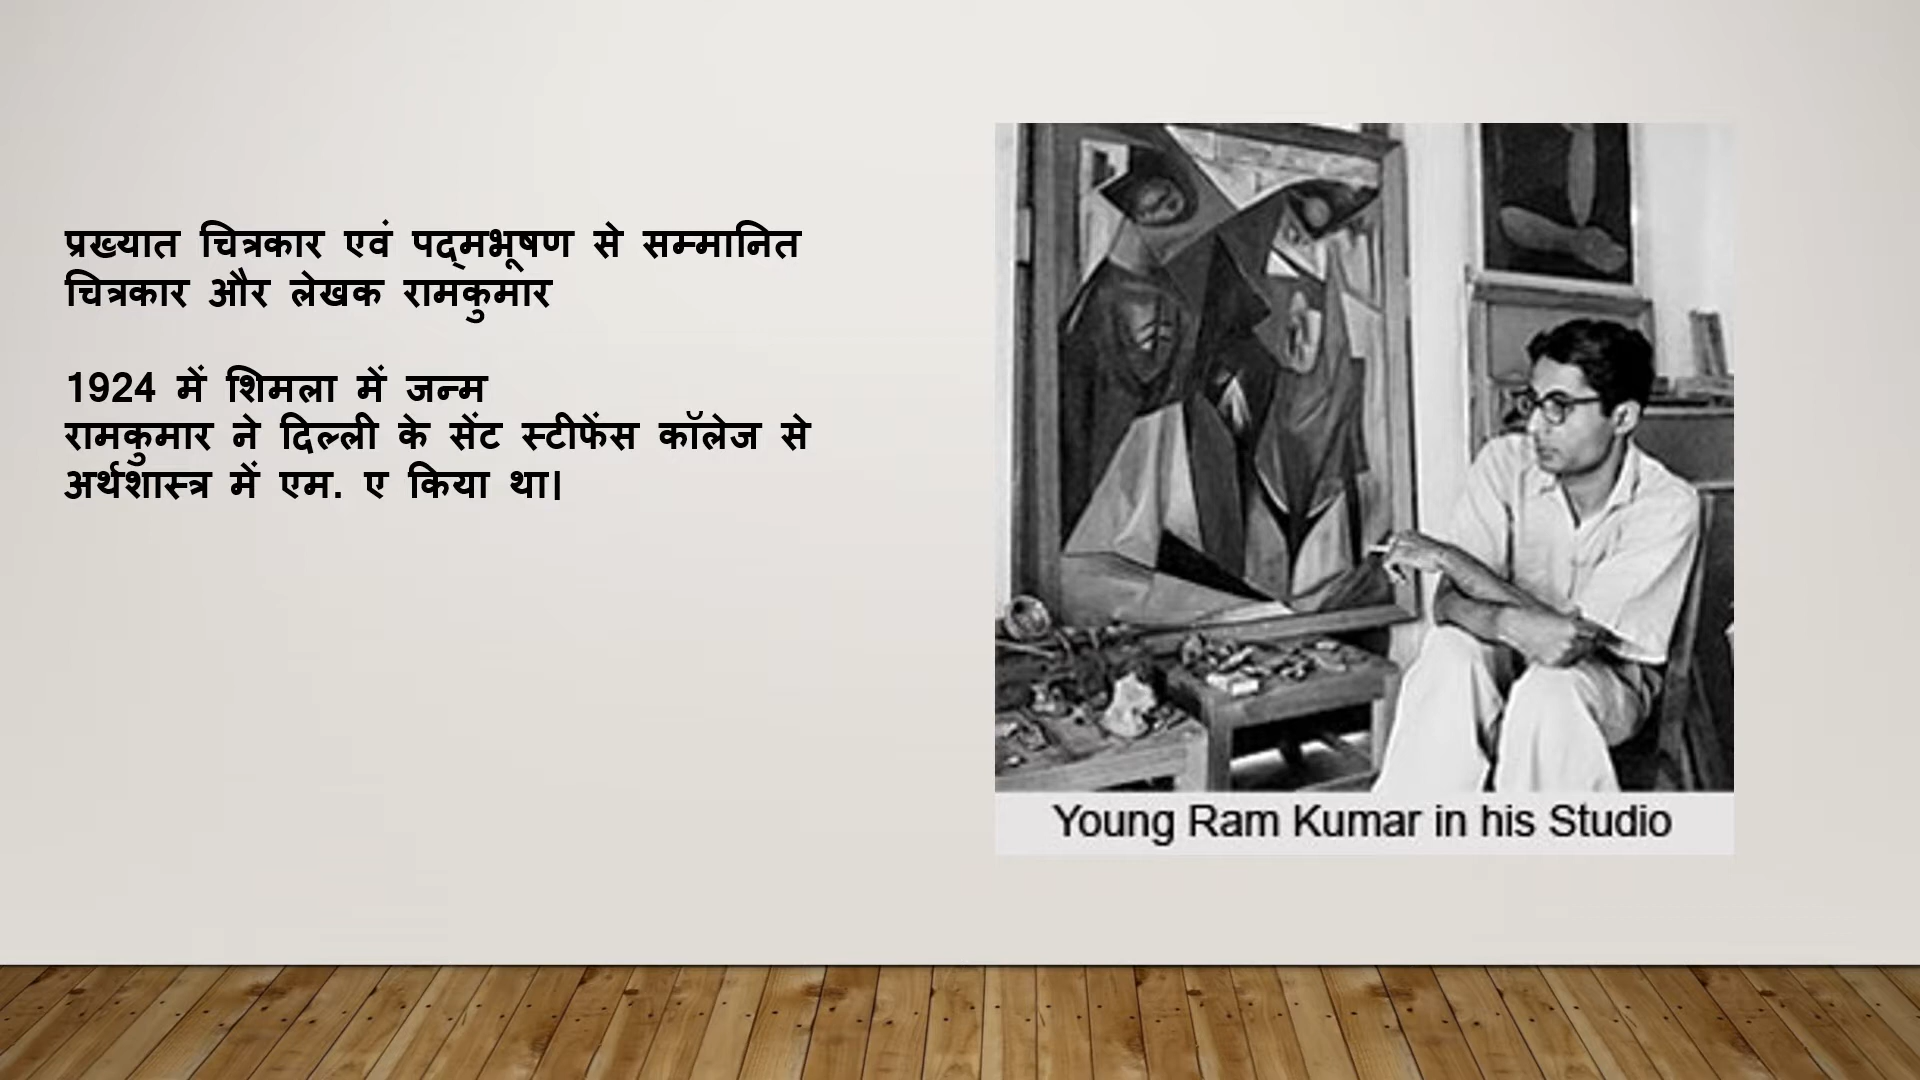 प्रख्यात चित्रकार एवं पद्मभूषण से सम्मानित
चित्रकार और लेखक रामकुमार
1924 में शिमला में जन्म
रामकुमार ने दिल्ली के सेंट स्टीफेंस कॉलेज से
अर्थशास्त्र में एम. ए किया था।
Young Ram Kumar in his Studio